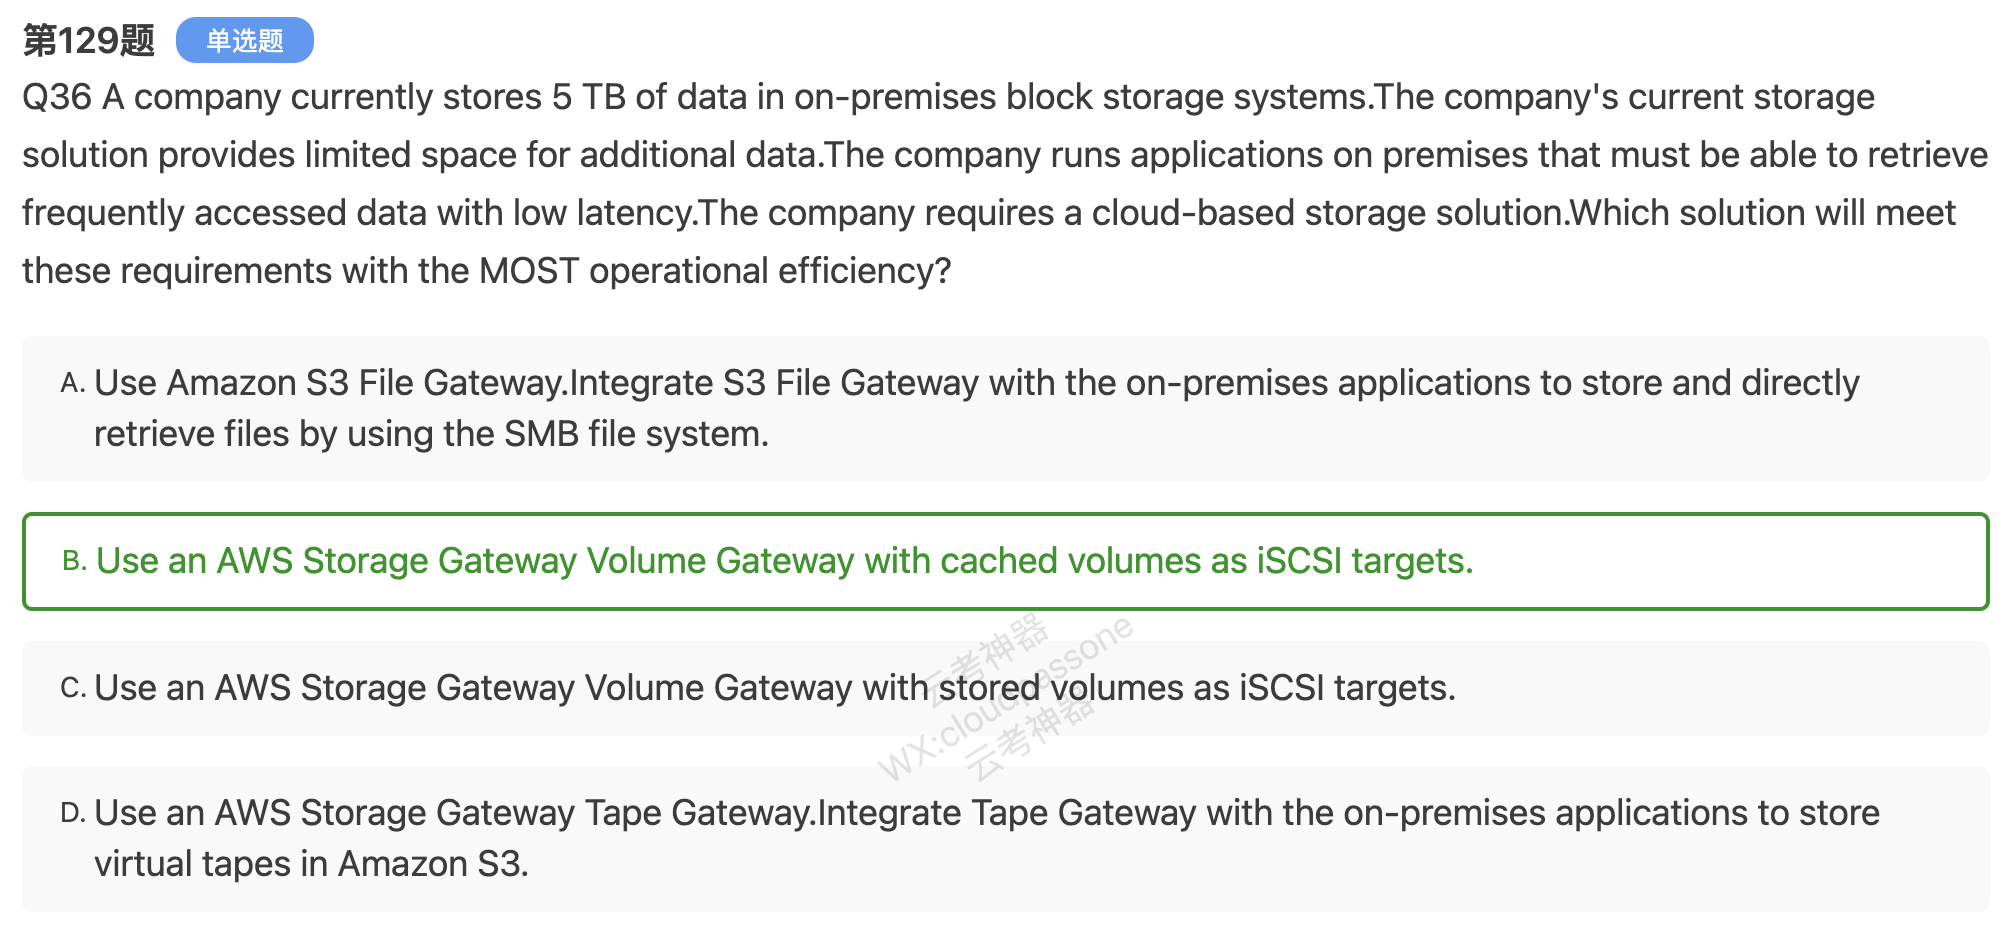 第129题 单选题
Q36 A company currently stores 5 TB of data in on-premises block storage systems.The company's current storage
solution provides limited space for additional data.The company runs applications on premises that must be able to retrieve
frequently accessed data with low latency.The company requires a cloud-based storage solution.Which solution will meet
these requirements with the MOST operational efficiency?
A. Use Amazon S3 File Gateway.Integrate S3 File Gateway with the on-premises applications to store and directly
retrieve files by using the SMB file system.
B. Use an AWS Storage Gateway Volume Gateway with cached volumes as iSCSI targets.
C. Use an AWS Storage Gateway Volume Gateway with stored volumes as iSCSI targets.
云考神器
WX:cloudpassone
云考神器
D. Use an AWS Storage Gateway Tape Gateway.Integrate Tape Gateway with the on-premises applications to store
virtual tapes in Amazon S3.